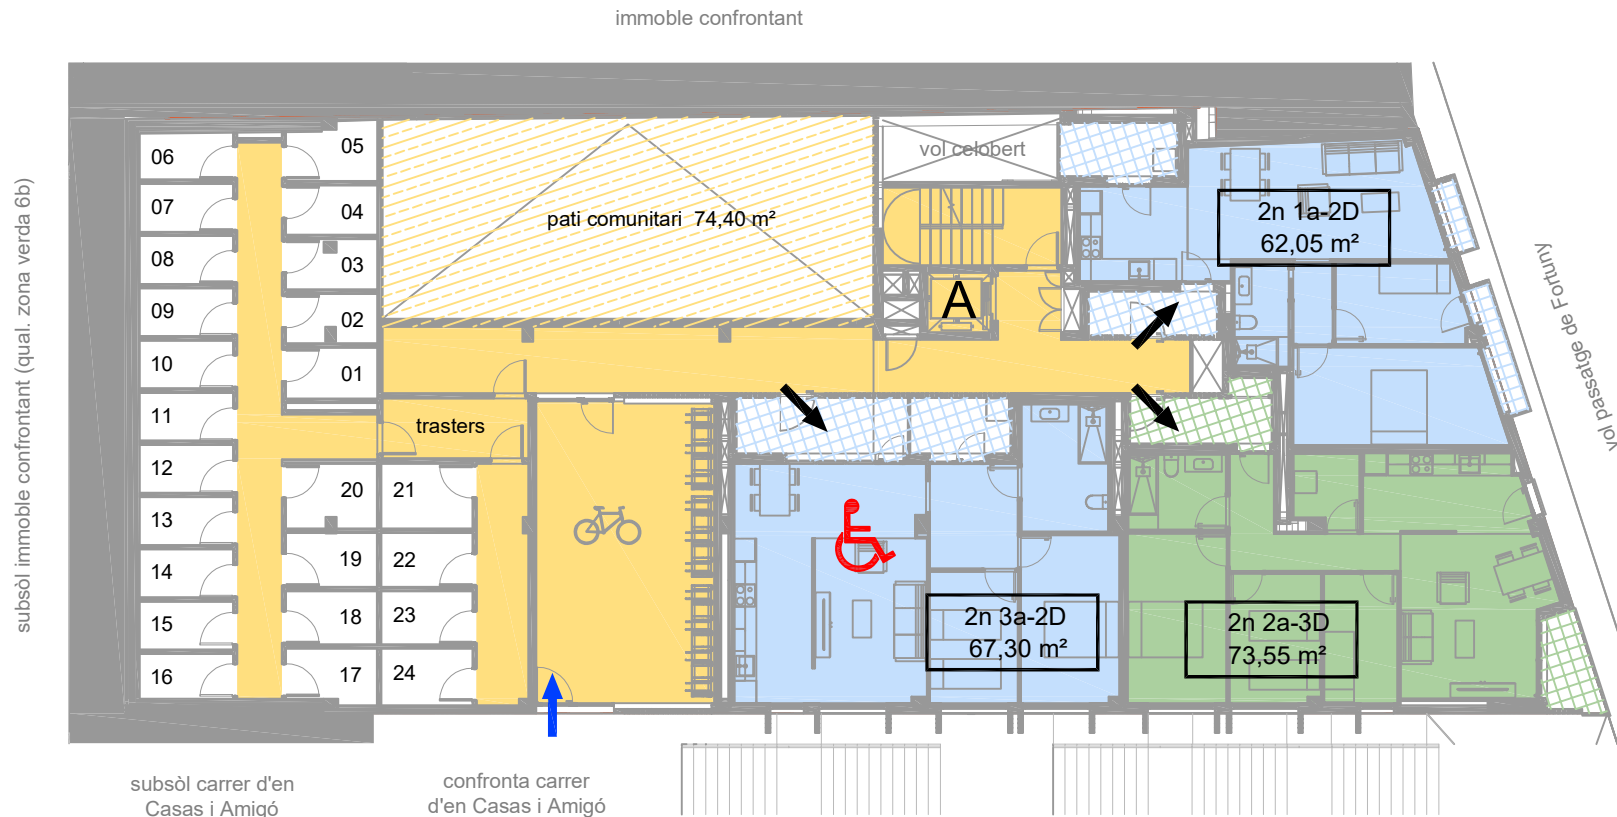 immoble confrontant
05
06
vol celobert
07
04
pati comunitari 74,40 m²
2n 1a-2D
62,05 m²
08
03
09
02
A
10
01
11
trasters
12
20
21
13
14
19
22
15
18
23
2n 3a-2D
67,30 m²
2n 2a-3D
73,55 m²
16
17
24
subsòl immoble confrontant (qual. zona verda 6b)
vol passatge de Fortuny
subsòl carrer d'en
Casas i Amigó
confronta carrer
d'en Casas i Amigó